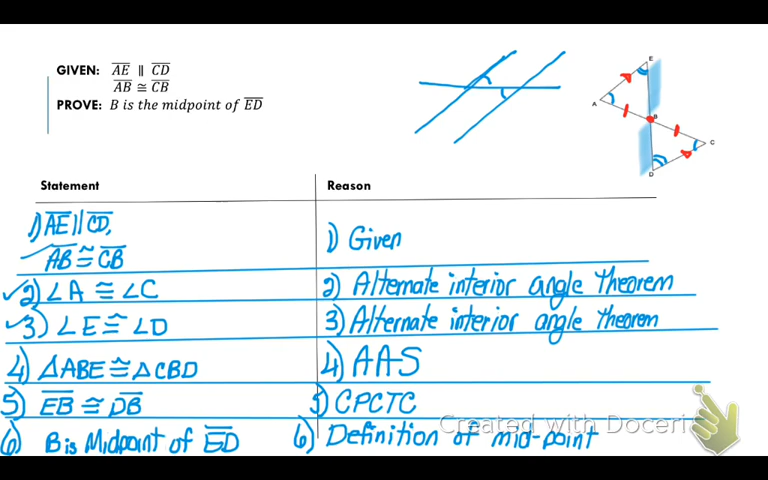 GIVEN: AE ∥ CD
AB ≅ CB
PROVE: B is the midpoint of ED
E
A
B
C
D
Statement Reason
1) AE ∥ CD,
AB ≅ CB
1) Given
2) ∠A ≅ ∠C 2) Alternate interior angle Theorem
3) ∠E ≅ ∠D 3) Alternate interior angle theorem
4) △ABE ≅ △CBD 4) AAS
5) EB ≅ DB 5) CPCTC
Created with Doceri
6) B is Midpoint of ED 6) Definition of mid-point